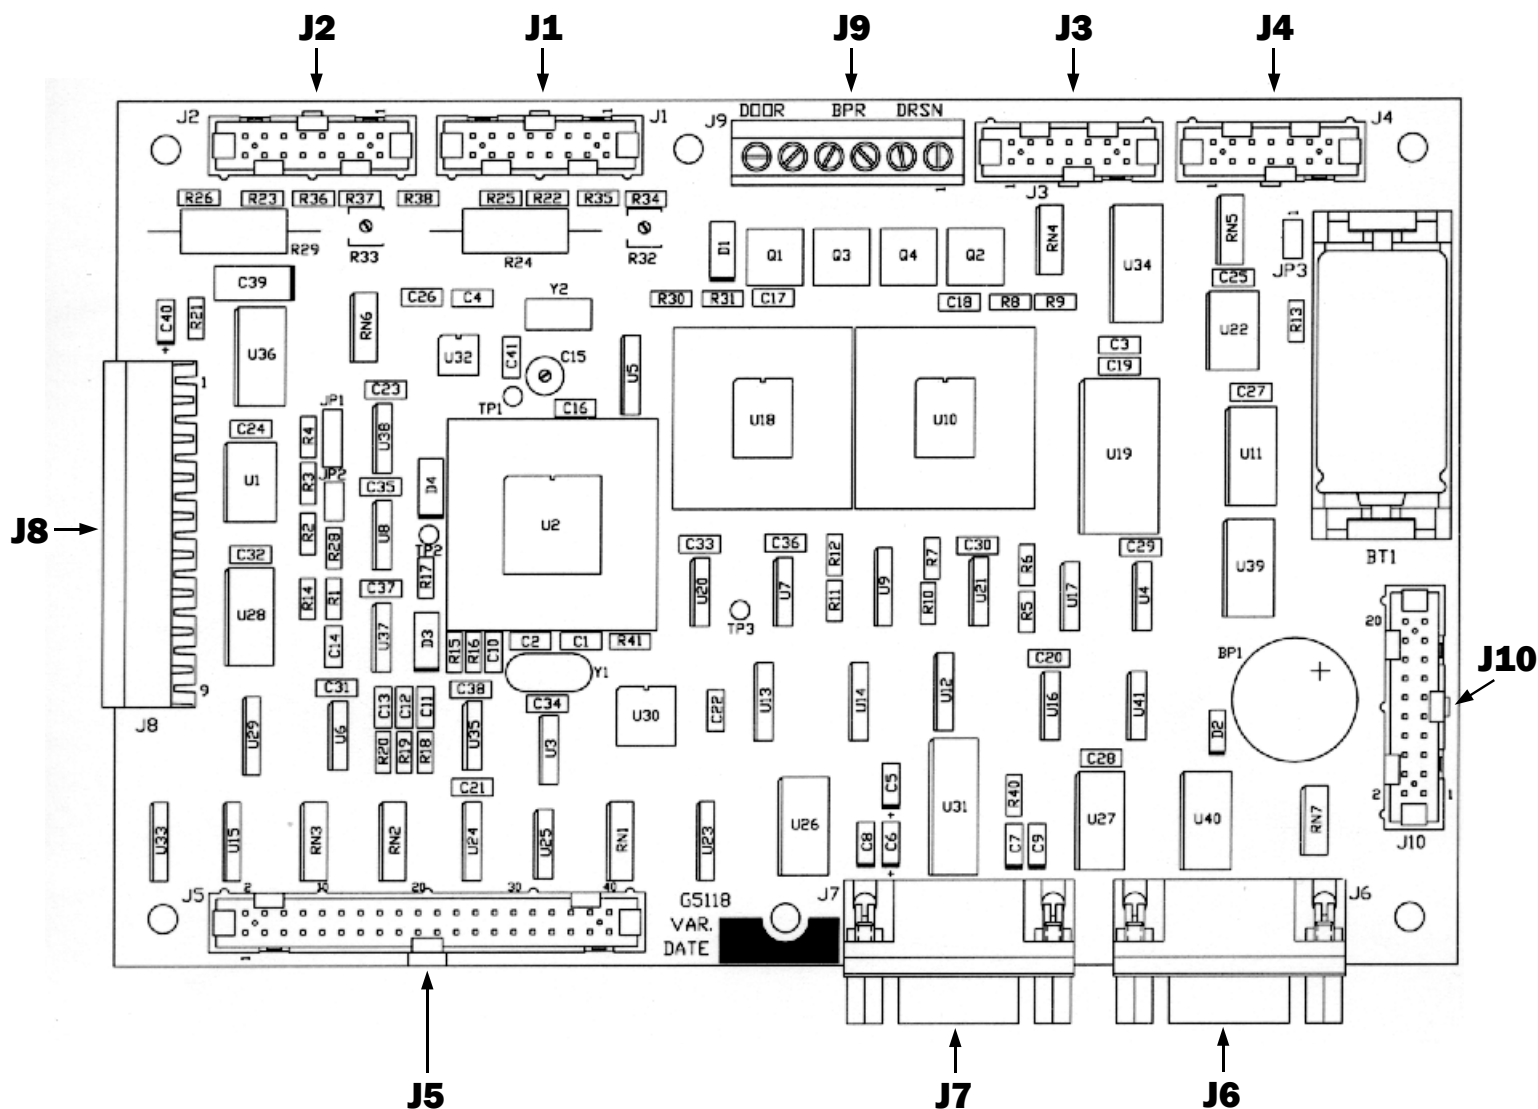 J2 J1 J9 J3 J4
DOOR BPR DRSN
J2 1 1 J1 J9 J4
1 1 J3 1
R26 R23 R36 R37 R38 R25 R22 R35 R34
RN4 RN5 1
R29 R33 R24 R32 D1 Q1 Q3 Q4 Q2 U34 JP3
C39 C26 C4 Y2 R30 R31 C17 C18 R8 R9 C25
C40 R21 RN6 R13
+ U36 U32 C41 C15 U5 C3 U22
1 C23 TP1 C19
JP1 C16 C27
C24 R4 U38 U18 U10
U1 R3 JP2 C35 D4 U19 U11
J8 R2 R28 U8 TP2 U2
C32 R17 C33 C36 R12 R7 C30 R6 C29 U39 BT1
U28 R14 R1 C37 U20 U7 R11 U9 R10 U21 R5 U17 U4
C14 U37 D3 R15 R16 C10 C2 C1 R41 TP3 20
9 C31 C13 C12 C11 C38 Y1 C20 BP1 + J10
J8 U29 U6 R20 R19 R18 U35 C34 U3 U30 C22 U13 U14 U12 U16 U41 D2
C21 C28
U33 U15 RN3 RN2 U24 U25 RN1 U23 U26 C5 + U31 R40 U27 U40 RN7 2 1
C8 C6 + C7 C9 J10
J5 2 10 20 30 40 G5118 J7 J6
VAR.
1 DATE
J5 J7 J6